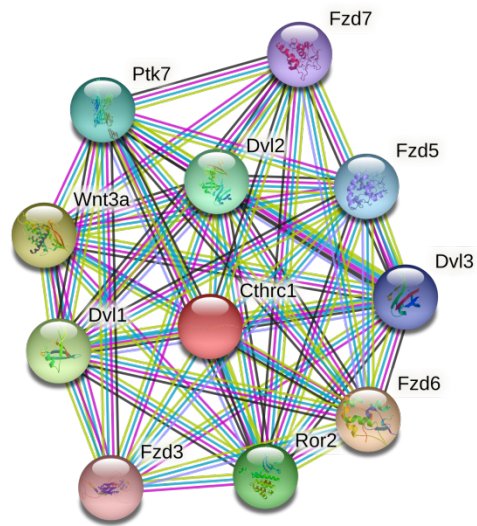 Fzd7
Ptk7
Dvl2
Fzd5
Wnt3a
Dvl3
Cthrc1
Dvl1
Fzd6
Ror2
Fzd3